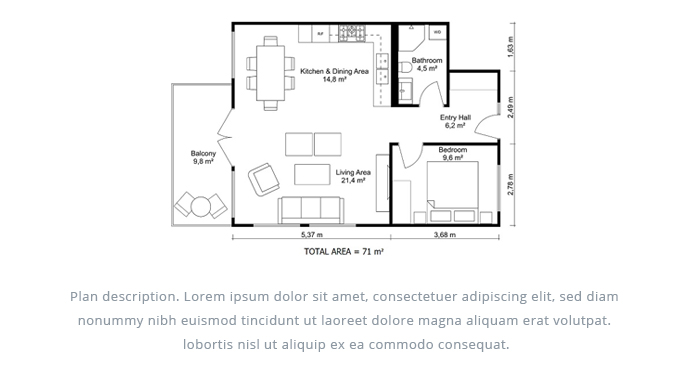 REF
WD
Bathroom
4,5 m²
1,63 m
Kitchen & Dining Area
14,8 m²
Entry Hall
6,2 m²
2,49 m
Balcony
9,8 m²
Bedroom
9,6 m²
Living Area
21,4 m²
2,78 m
5,37 m
3,68 m
TOTAL AREA = 71 m²
Plan description. Lorem ipsum dolor sit amet, consectetuer adipiscing elit, sed diam
nonummy nibh euismod tincidunt ut laoreet dolore magna aliquam erat volutpat.
lobortis nisl ut aliquip ex ea commodo consequat.